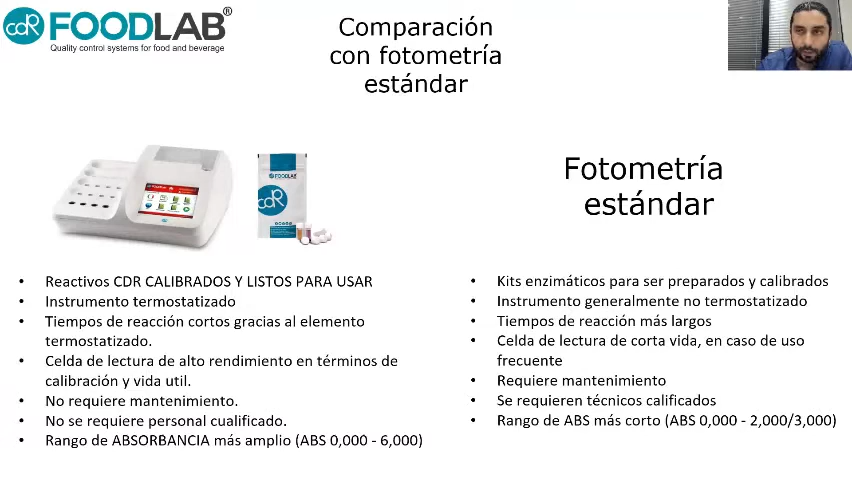 cdR FOODLAB®
Quality control systems for food and beverage
Comparación
con fotometría
estándar
FOODLAB
cdR
Fotometría
estándar
• Reactivos CDR CALIBRADOS Y LISTOS PARA USAR
• Instrumento termostatizado
• Tiempos de reacción cortos gracias al elemento
termostatizado.
• Celda de lectura de alto rendimiento en términos de
calibración y vida util.
• No requiere mantenimiento.
• No se requiere personal cualificado.
• Rango de ABSORBANCIA más amplio (ABS 0,000 - 6,000)
• Kits enzimáticos para ser preparados y calibrados
• Instrumento generalmente no termostatizado
• Tiempos de reacción más largos
• Celda de lectura de corta vida, en caso de uso
frecuente
• Requiere mantenimiento
• Se requieren técnicos calificados
• Rango de ABS más corto (ABS 0,000 - 2,000/3,000)